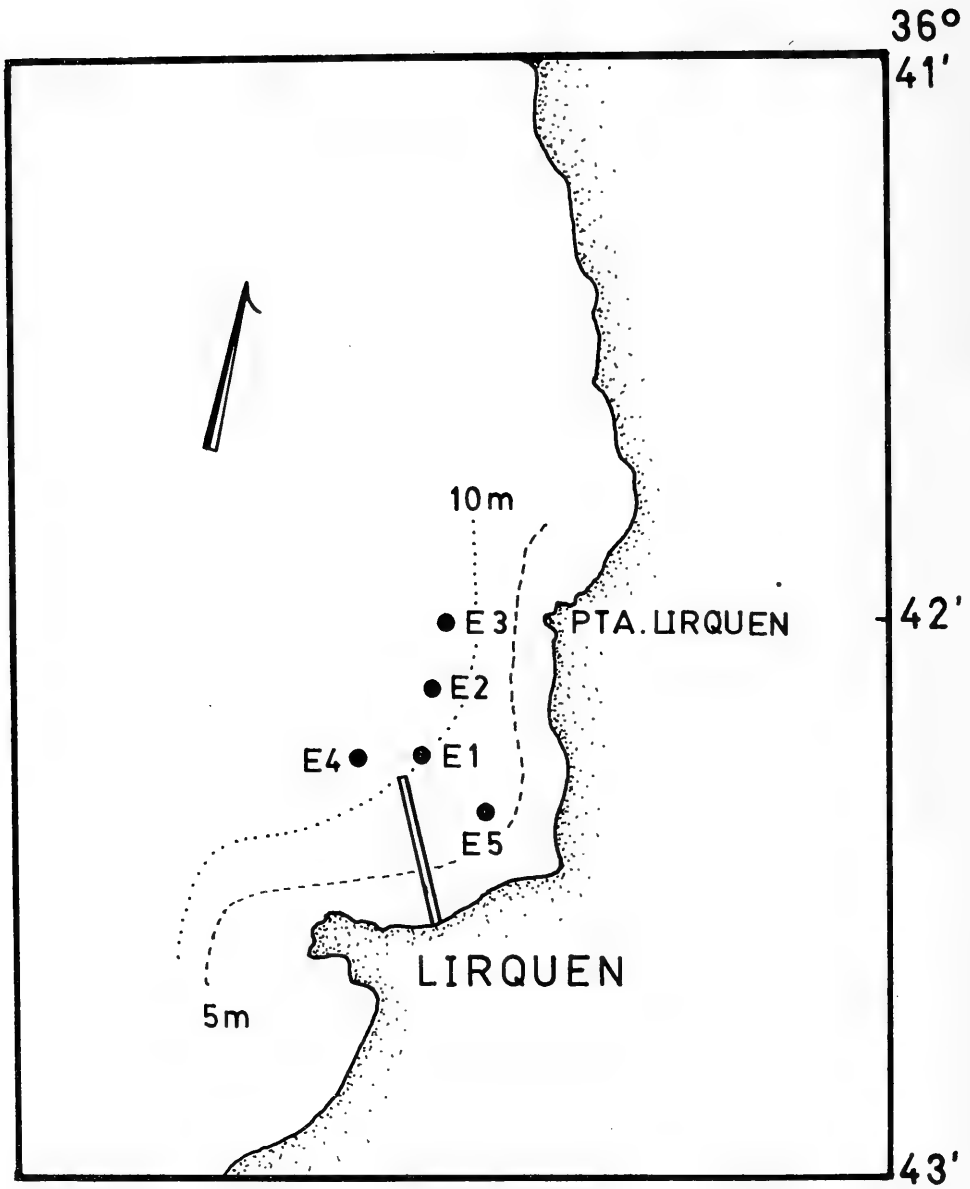 36°
41'
10m
E3
PTA. LIRQUEN
42'
E2
E4
E1
E5
LIRQUEN
5m
43'